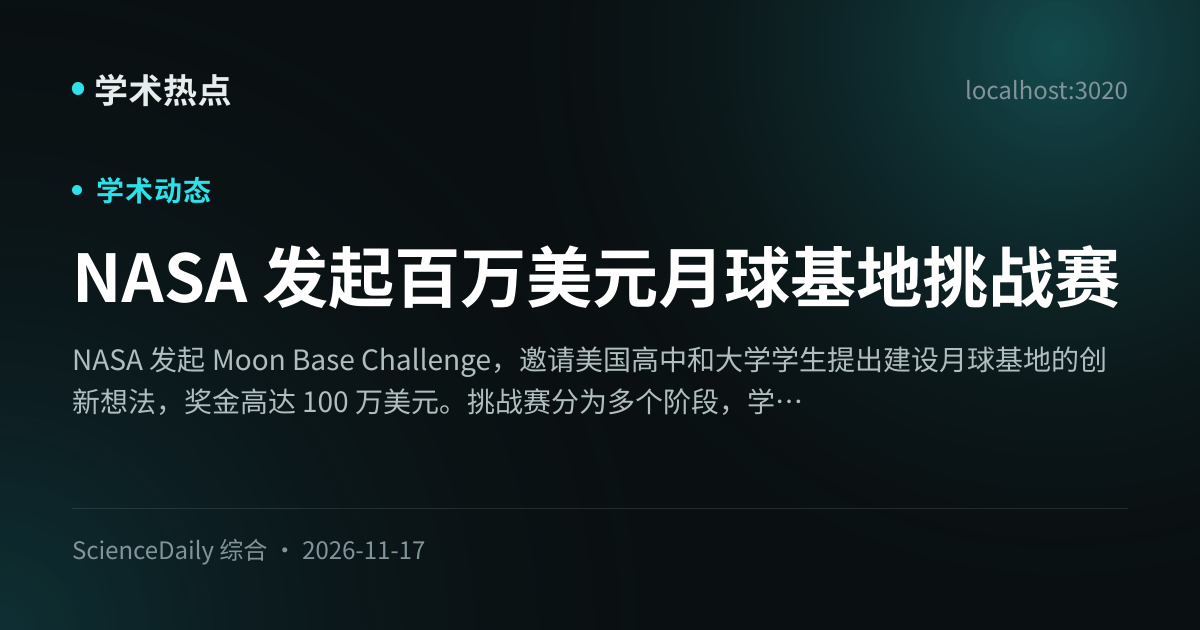 学术热点
localhost:3020
学术动态
NASA 发起百万美元月球基地挑战赛
NASA 发起 Moon Base Challenge，邀请美国高中和大学学生提出建设月球基地的创
新想法，奖金高达 100 万美元。挑战赛分为多个阶段，学…
ScienceDaily 综合 · 2026-11-17